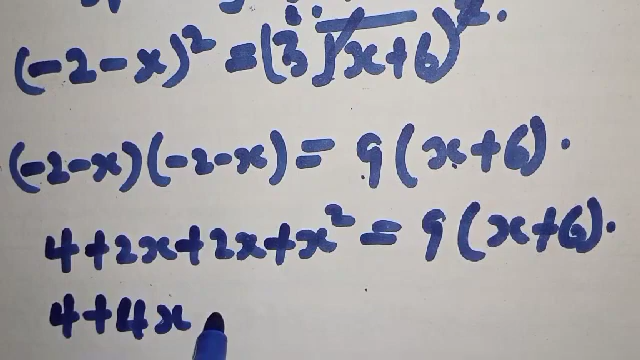 (-2-x)² = (3√x+6)².
(-2-x)(-2-x) = 9(x+6).
4+2x+2x+x² = 9(x+6).
4+4x